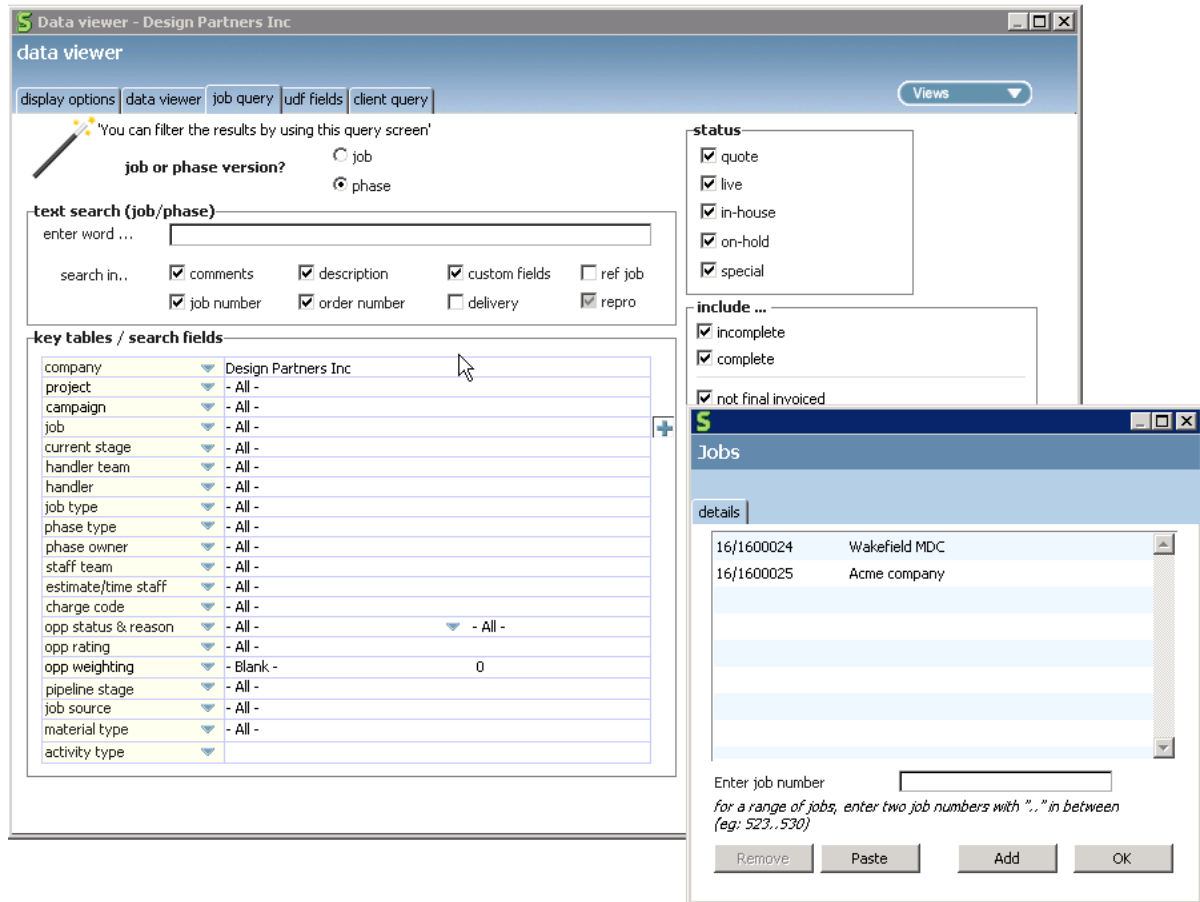 Data viewer - Design Partners Inc
data viewer
display options data viewer job query udf fields client query
Views
'You can filter the results by using this query screen'
job or phase version?
job
phase
text search (job/phase)
enter word ...
search in..
comments description custom fields ref job
job number order number delivery repro
key tables / search fields
company Design Partners Inc
project - All -
campaign - All -
job - All -
current stage - All -
handler team - All -
handler - All -
job type - All -
phase type - All -
phase owner - All -
staff team - All -
estimate/time staff - All -
charge code - All -
opp status & reason - All - - All -
opp rating - All -
opp weighting - Blank - 0
pipeline stage - All -
job source - All -
material type - All -
activity type
status
quote
live
in-house
on-hold
special
include ...
incomplete
complete
not final invoiced
S
Jobs
details
16/1600024 Wakefield MDC
16/1600025 Acme company
Enter job number
for a range of jobs, enter two job numbers with ".." in between
(eg: 523..530)
Remove Paste Add OK